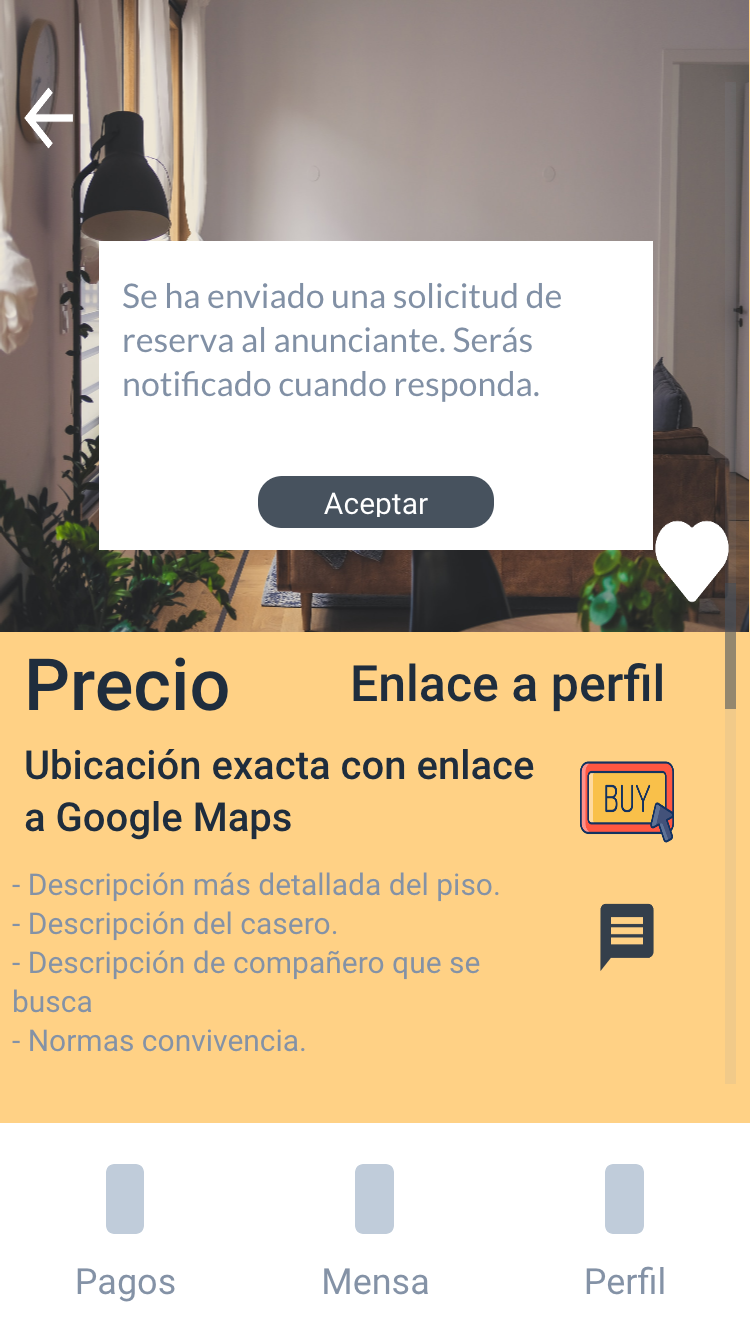 Se ha enviado una solicitud de
reserva al anunciante. Serás
notificado cuando responda.
Aceptar
Precio
Enlace a perfil
Ubicación exacta con enlace
a Google Maps
BUY
- Descripción más detallada del piso.
- Descripción del casero.
- Descripción de compañero que se
busca
- Normas convivencia.
Pagos
Mensa
Perfil